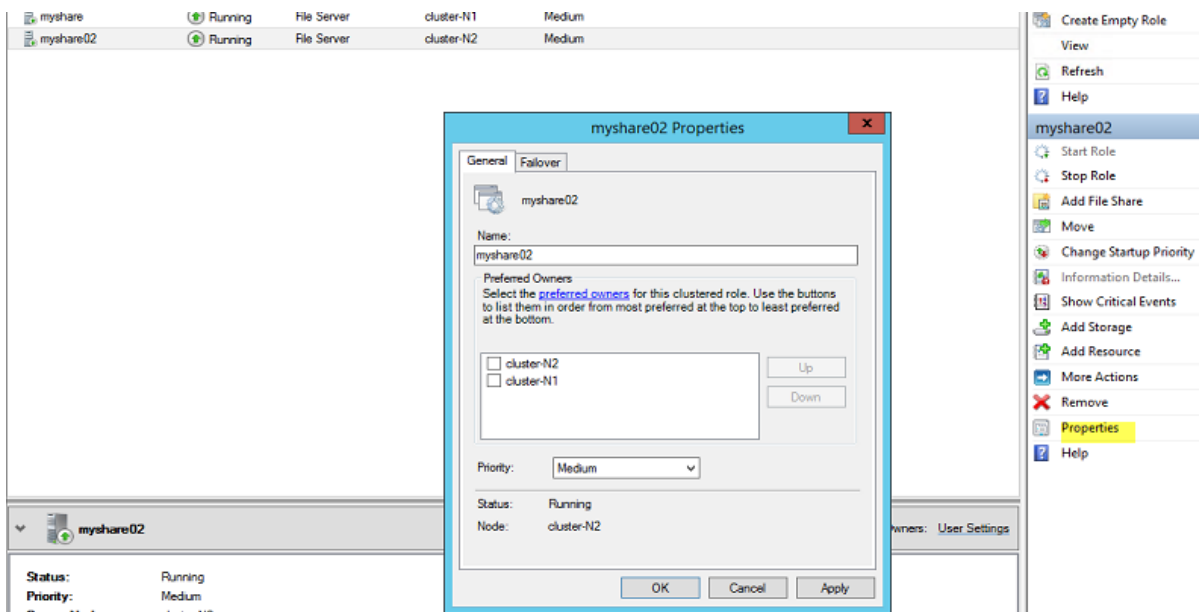 myshare Running File Server cluster-N1 Medium
myshare02 Running File Server cluster-N2 Medium
Create Empty Role
View
Refresh
Help
myshare02
Start Role
Stop Role
Add File Share
Move
Change Startup Priority
Information Details...
Show Critical Events
Add Storage
Add Resource
More Actions
Remove
Properties
Help
myshare02 Properties
x
General Failover
myshare02
Name:
myshare02
Preferred Owners
Select the preferred owners for this clustered role. Use the buttons
to list them in order from most preferred at the top to least preferred
at the bottom.
cluster-N2
cluster-N1
Up
Down
Priority: Medium
Status: Running
Node: cluster-N2
OK Cancel Apply
myshare02
User Settings
Status: Running
Priority: Medium